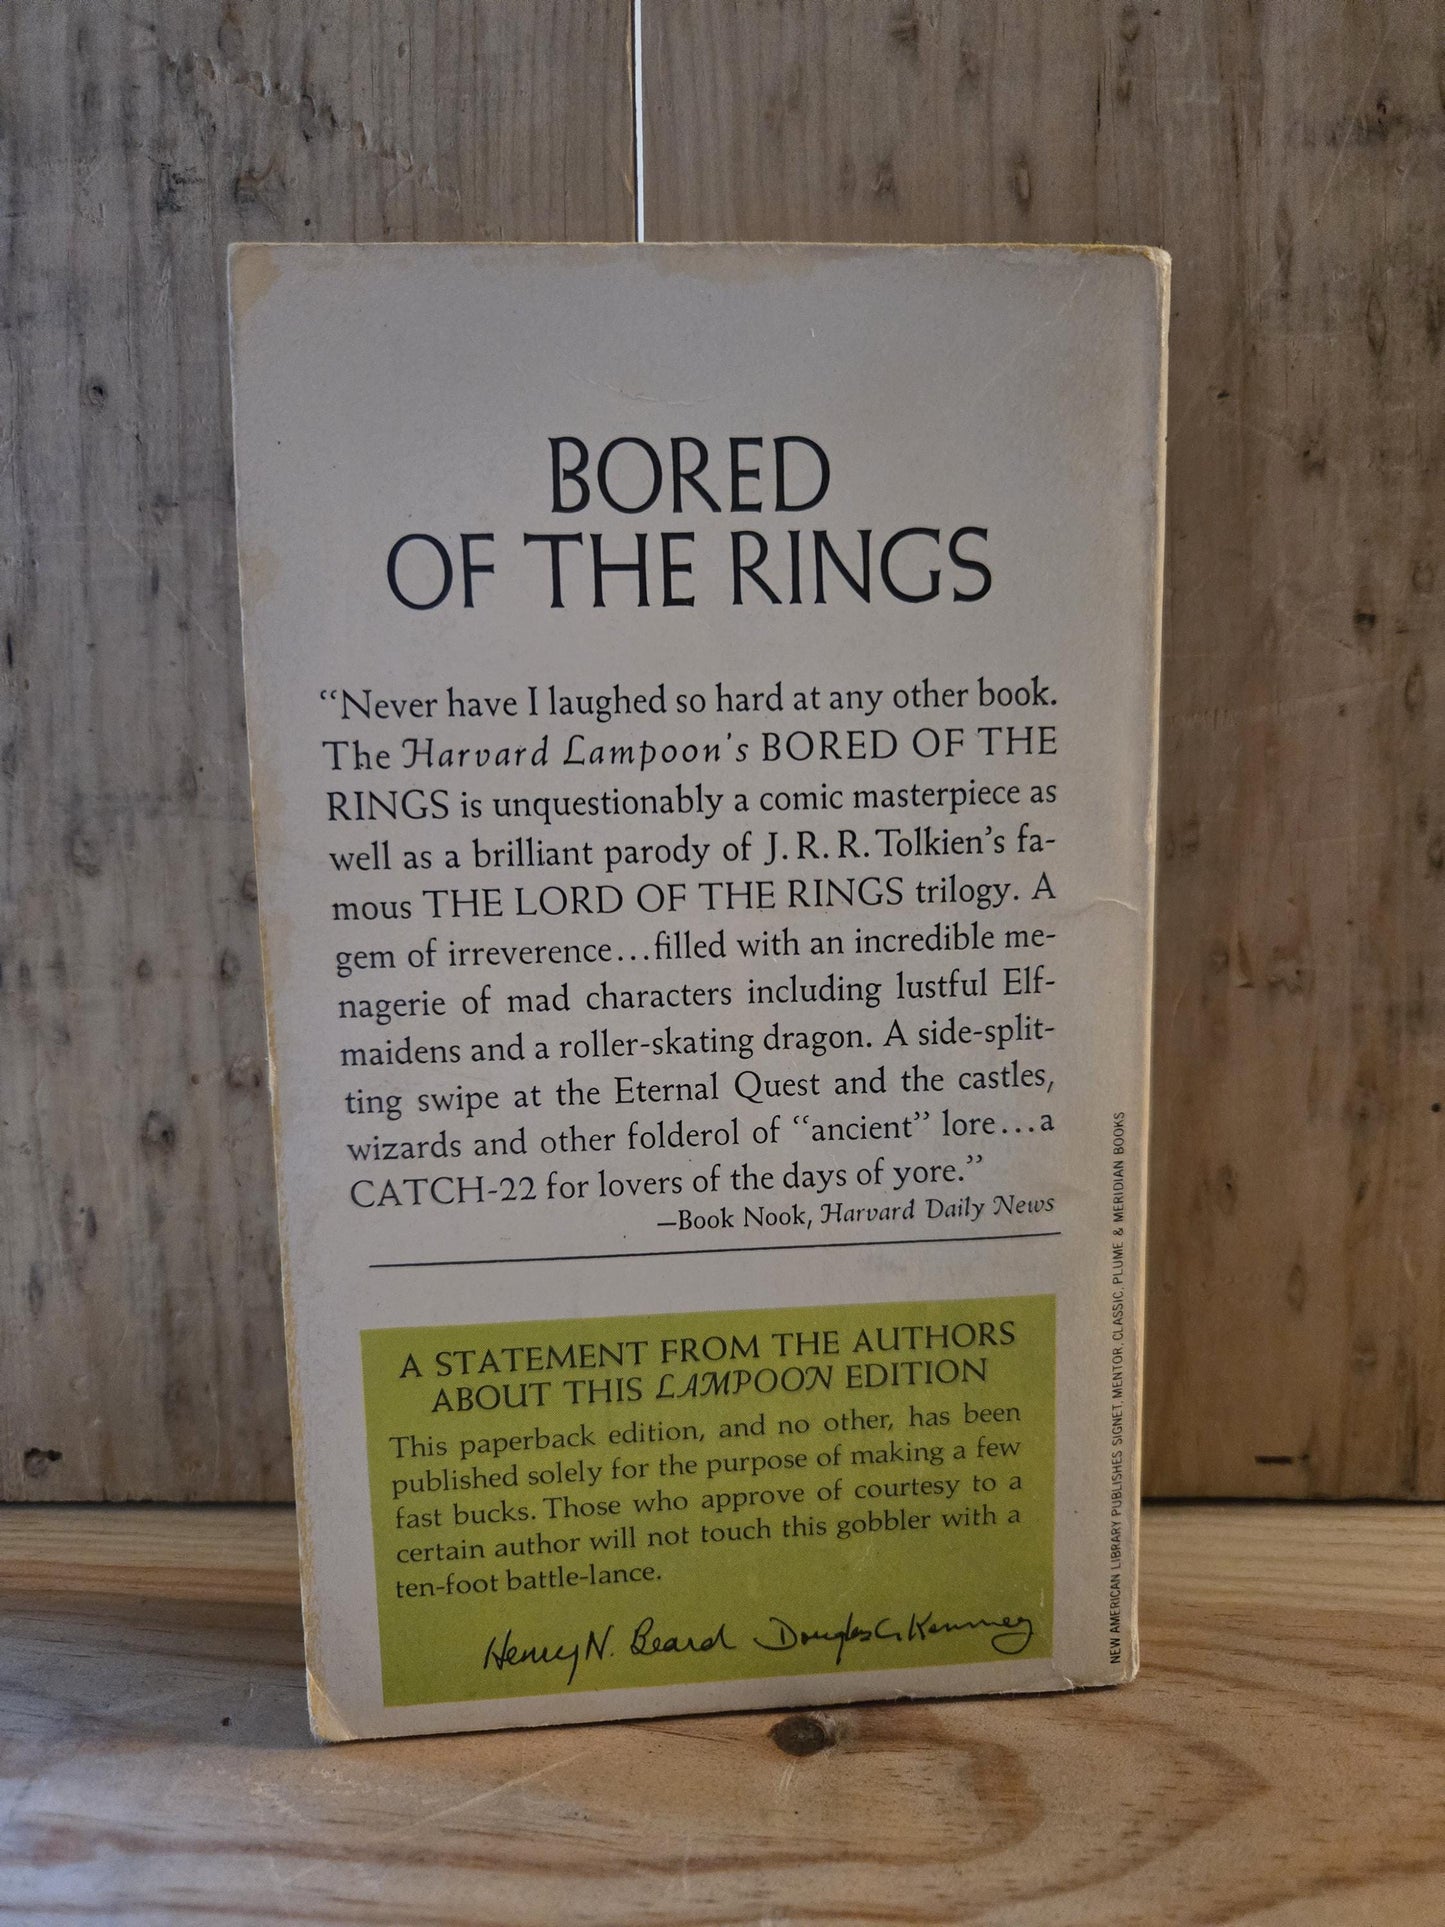 BORED
OF THE RINGS
“Never have I laughed so hard at any other book.
The Harvard Lampoon's BORED OF THE
RINGS is unquestionably a comic masterpiece as
well as a brilliant parody of J. R. R. Tolkien’s fa-
mous THE LORD OF THE RINGS trilogy. A
gem of irreverence...filled with an incredible me-
nagerie of mad characters including lustful Elf-
maidens and a roller-skating dragon. A side-split-
ting swipe at the Eternal Quest and the castles,
wizards and other folderol of “ancient” lore...a
CATCH-22 for lovers of the days of yore.”
—Book Nook, Harvard Daily News
A STATEMENT FROM THE AUTHORS
ABOUT THIS LAMPOON EDITION
This paperback edition, and no other, has been
published solely for the purpose of making a few
fast bucks. Those who approve of courtesy to a
certain author will not touch this gobbler with a
ten-foot battle-lance.
Henry N. Beard Douglas C. Kenney
NEW AMERICAN LIBRARY PUBLISHES SIGNET, MENTOR, CLASSIC, PLUME & MERIDIAN BOOKS